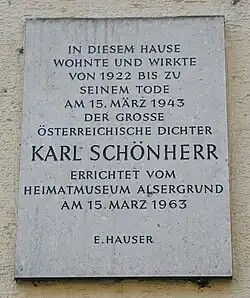 IN DIESEM HAUSE
WOHNTE UND WIRKTE
VON 1922 BIS ZU
SEINEM TODE
AM 15. MÄRZ 1943
DER GROSSE
ÖSTERREICHISCHE DICHTER
KARL SCHÖNHERR
ERRICHTET VOM
HEIMATMUSEUM ALSERGRUND
AM 15. MÄRZ 1963
E. HAUSER